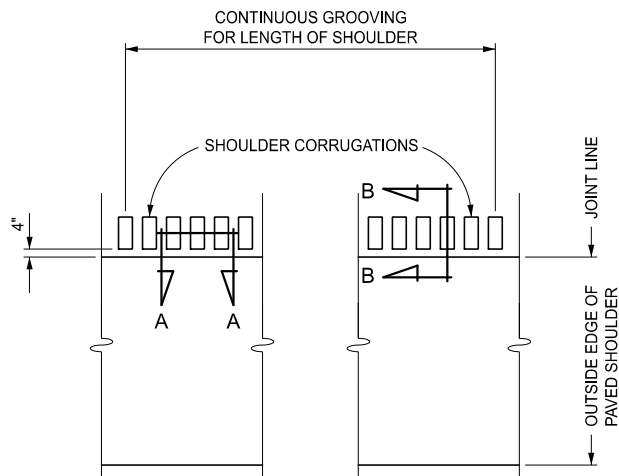 CONTINUOUS GROOVING
FOR LENGTH OF SHOULDER
SHOULDER CORRUGATIONS
4"
B
B
A
A
JOINT LINE
OUTSIDE EDGE OF
PAVED SHOULDER